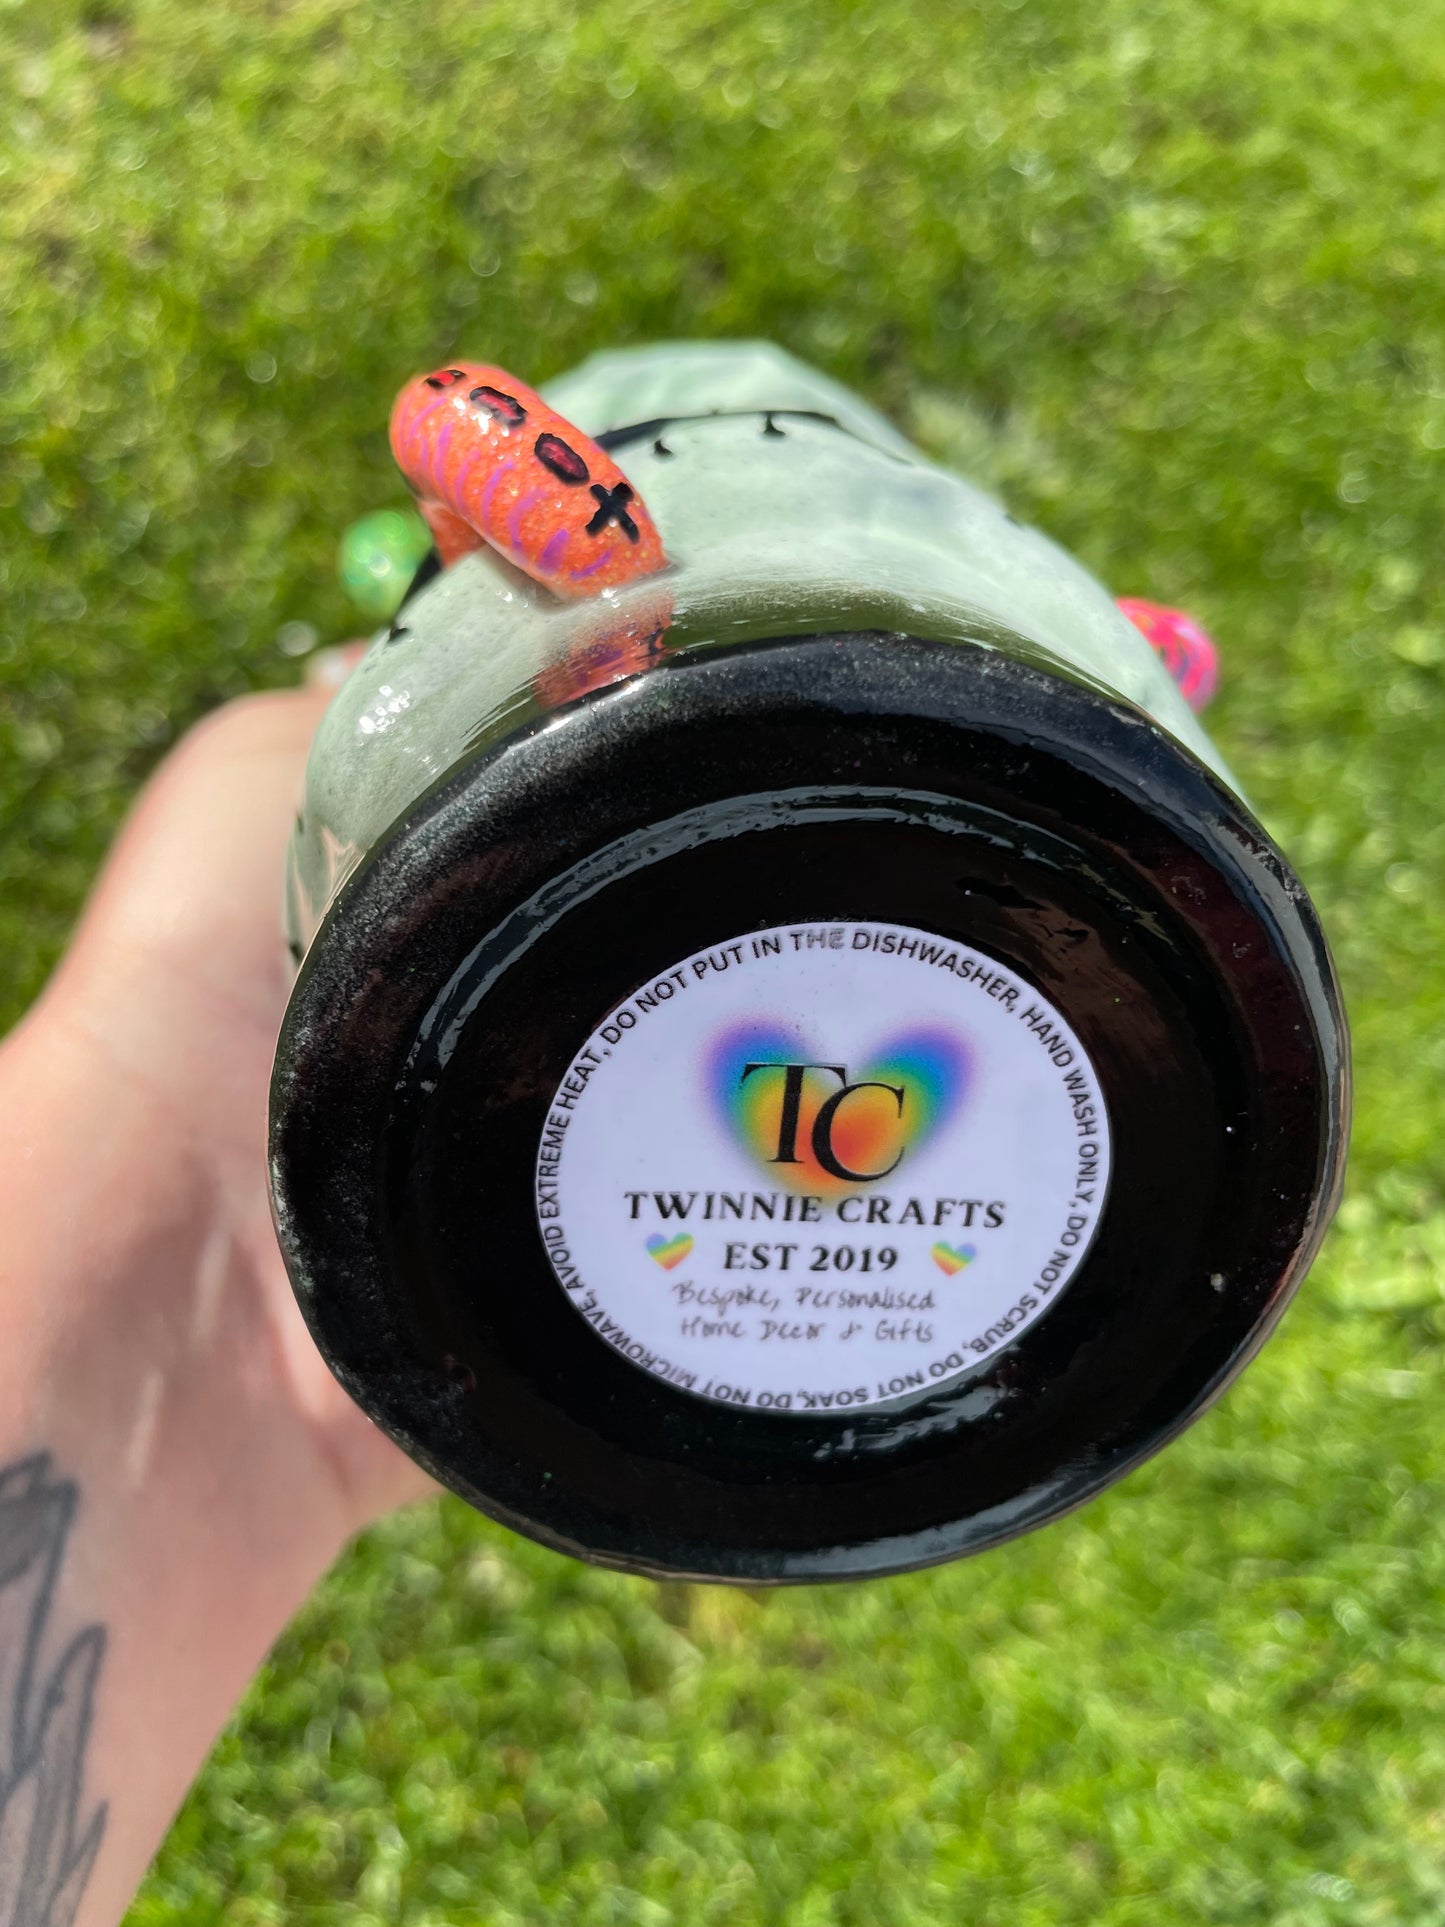 DO NOT PUT IN THE DISHWASHER, HAND WASH ONLY, DO NOT SCRUB, DO NOT SOAK, DO NOT MICROWAVE, AVOID EXTREME HEAT,
TC
TWINNIE CRAFTS
EST 2019
Bespoke, Personalised
Home Decor & Gifts